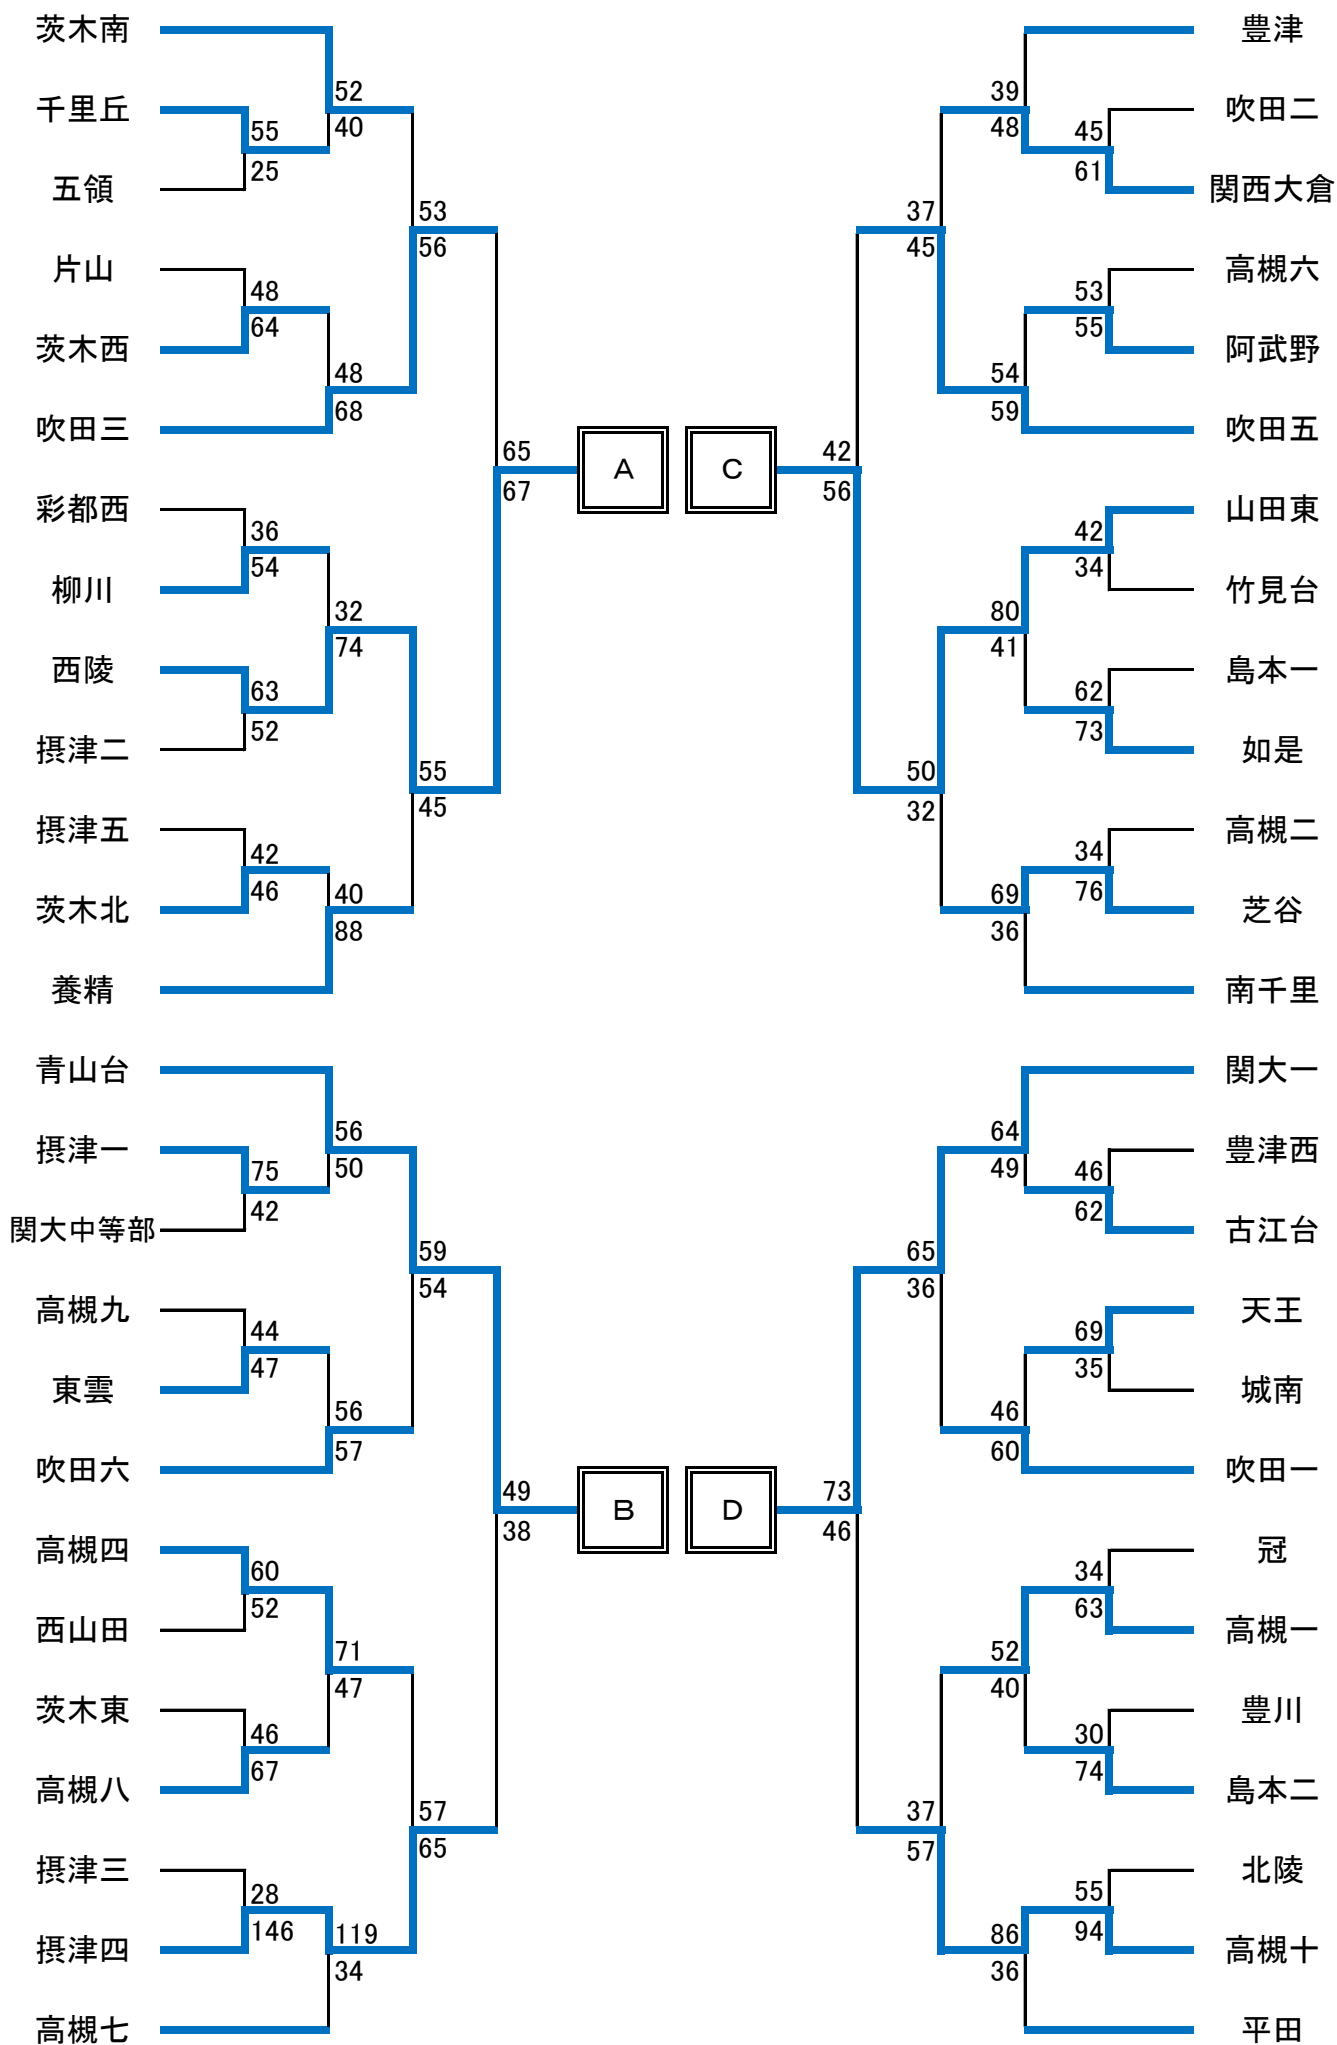 茨木南
52
40
千里丘
55
25
五領
53
56
片山
48
64
茨木西
48
68
吹田三
65
67
A
彩都西
36
54
柳川
32
74
西陵
63
52
摂津二
55
45
摂津五
42
46
茨木北
40
88
養精
豊津
39
48
吹田二
45
61
関西大倉
37
45
高槻六
53
55
阿武野
54
59
吹田五
C
42
56
山田東
42
34
竹見台
80
41
島本一
62
73
如是
50
32
高槻二
34
76
芝谷
69
36
南千里
青山台
56
50
摂津一
75
42
関大中等部
59
54
高槻九
44
47
東雲
56
57
吹田六
49
38
B
高槻四
60
52
西山田
71
47
茨木東
46
67
高槻八
57
65
摂津三
28
146
摂津四
119
34
高槻七
関大一
64
49
豊津西
46
62
古江台
65
36
天王
69
35
城南
46
60
吹田一
D
73
46
冠
34
63
高槻一
52
40
豊川
30
74
島本二
37
57
北陵
55
94
高槻十
86
36
平田